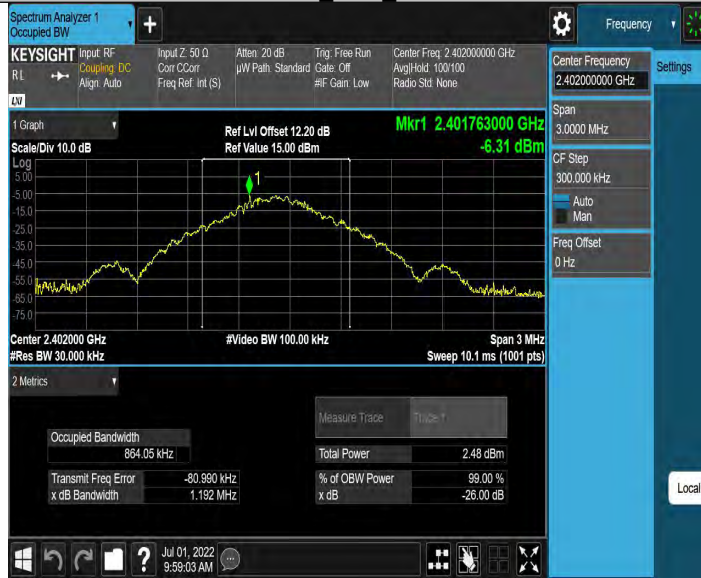 Spectrum Analyzer 1
Occupied BW
Frequency
KEYSIGHT
RL
LXI
Input: RF
Coupling: DC
Align: Auto
Input Z: 50 Ω
Corr CCorr
Freq Ref: Int (S)
Atten: 20 dB
µW Path: Standard
Trig: Free Run
Gate: Off
#IF Gain: Low
Center Freq: 2.402000000 GHz
Avg|Hold: 100/100
Radio Std: None
Center Frequency
2.402000000 GHz
Settings
Span
3.0000 MHz
CF Step
300.000 kHz
Auto
Man
Freq Offset
0 Hz
Local
1 Graph
Scale/Div 10.0 dB
Ref Lvl Offset 12.20 dB
Ref Value 15.00 dBm
Mkr1 2.401763000 GHz
-6.31 dBm
Log
5.00
-5.00
-15.0
-25.0
-35.0
-45.0
-55.0
-65.0
-75.0
1
Center 2.402000 GHz
#Res BW 30.000 kHz
#Video BW 100.00 kHz
Span 3 MHz
Sweep 10.1 ms (1001 pts)
2 Metrics
Measure Trace
Trace 1
Occupied Bandwidth
864.05 kHz
Total Power
2.48 dBm
Transmit Freq Error
-80.990 kHz
% of OBW Power
99.00 %
x dB Bandwidth
1.192 MHz
x dB
-26.00 dB
?
Jul 01, 2022
9:59:03 AM